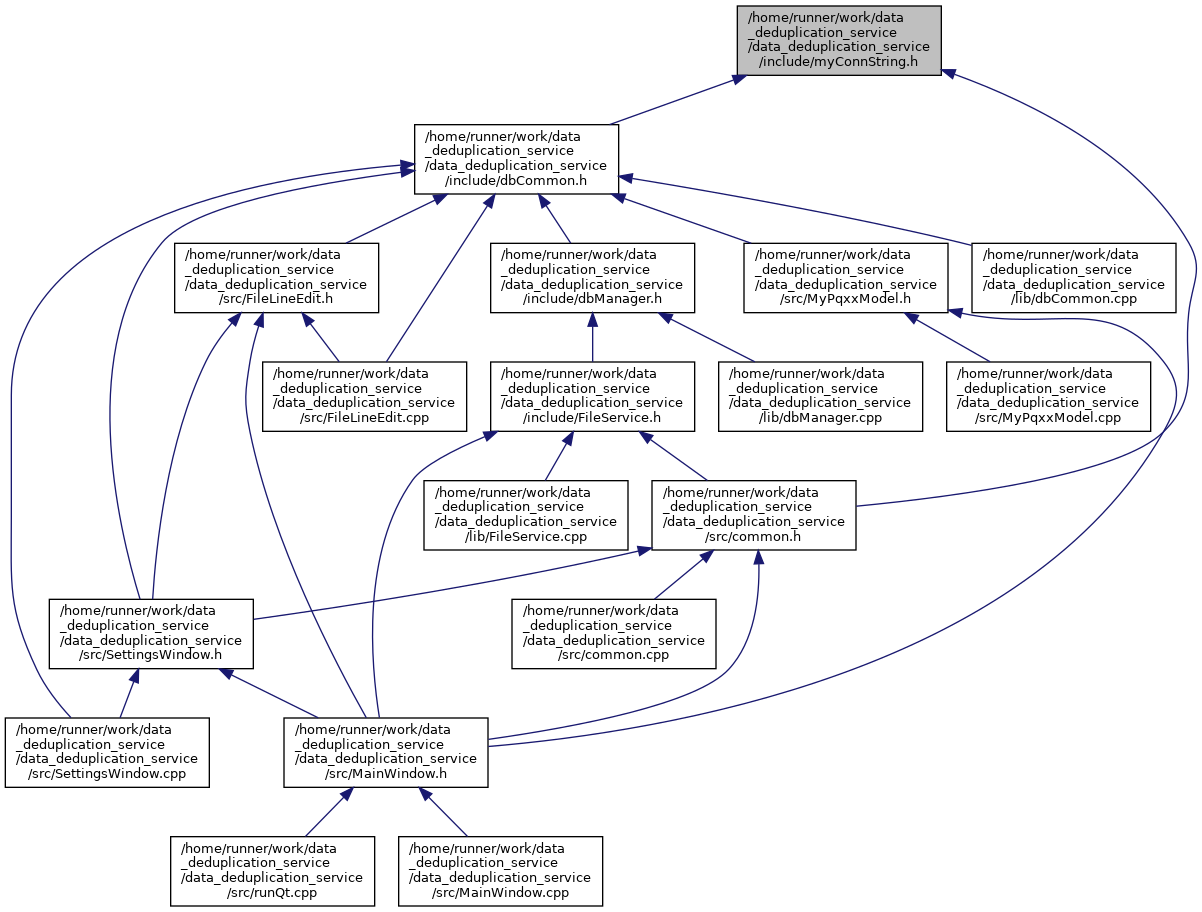 /home/runner/work/data
_deduplication_service
/data_deduplication_service
/include/myConnString.h
/home/runner/work/data
_deduplication_service
/data_deduplication_service
/include/dbCommon.h
/home/runner/work/data
_deduplication_service
/data_deduplication_service
/src/FileLineEdit.h
/home/runner/work/data
_deduplication_service
/data_deduplication_service
/include/dbManager.h
/home/runner/work/data
_deduplication_service
/data_deduplication_service
/src/MyPqxxModel.h
/home/runner/work/data
_deduplication_service
/data_deduplication_service
/lib/dbCommon.cpp
/home/runner/work/data
_deduplication_service
/data_deduplication_service
/src/FileLineEdit.cpp
/home/runner/work/data
_deduplication_service
/data_deduplication_service
/include/FileService.h
/home/runner/work/data
_deduplication_service
/data_deduplication_service
/lib/dbManager.cpp
/home/runner/work/data
_deduplication_service
/data_deduplication_service
/src/MyPqxxModel.cpp
/home/runner/work/data
_deduplication_service
/data_deduplication_service
/lib/FileService.cpp
/home/runner/work/data
_deduplication_service
/data_deduplication_service
/src/common.h
/home/runner/work/data
_deduplication_service
/data_deduplication_service
/src/SettingsWindow.h
/home/runner/work/data
_deduplication_service
/data_deduplication_service
/src/common.cpp
/home/runner/work/data
_deduplication_service
/data_deduplication_service
/src/SettingsWindow.cpp
/home/runner/work/data
_deduplication_service
/data_deduplication_service
/src/MainWindow.h
/home/runner/work/data
_deduplication_service
/data_deduplication_service
/src/runQt.cpp
/home/runner/work/data
_deduplication_service
/data_deduplication_service
/src/MainWindow.cpp